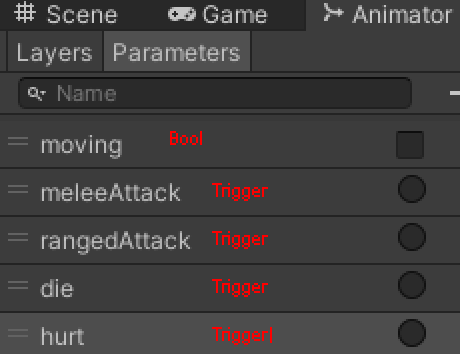 Scene Game Animator
Layers Parameters
Name
moving Bool
meleeAttack Trigger
rangedAttack Trigger
die Trigger
hurt Trigger!